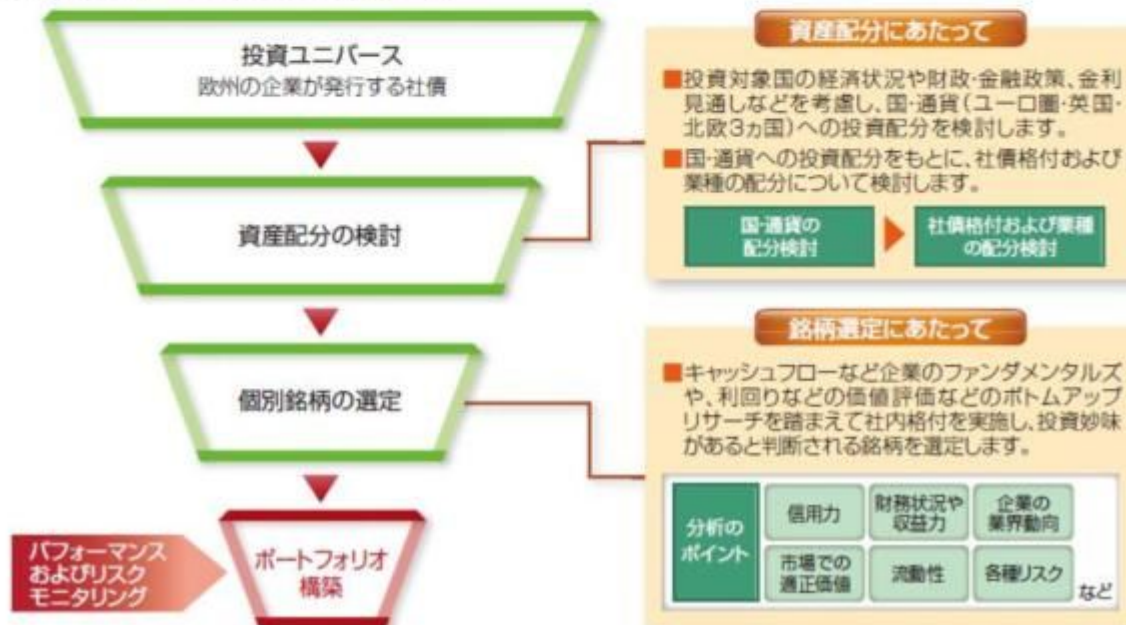 投資ユニバース
欧州の企業が発行する社債
資産配分の検討
個別銘柄の選定
ポートフォリオ
構築
パフォーマンス
およびリスク
モニタリング
資産配分にあたって
■投資対象国の経済状況や財政・金融政策、金利
見通しなどを考慮し、国・通貨(ユーロ圏・英国・
北欧3ヵ国)への投資配分を検討します。
■国・通貨への投資配分をもとに、社債格付および
業種の配分について検討します。
国・通貨の
配分検討
社債格付および業種
の配分検討
銘柄選定にあたって
■キャッシュフローなど企業のファンダメンタルズ
や、利回りなどの価値評価などのボトムアップ
リサーチを踏まえて社内格付を実施し、投資妙味
があると判断される銘柄を選定します。
分析の
ポイント
信用力
財務状況や
収益力
企業の
業界動向
市場での
適正価値
流動性
各種リスク
など